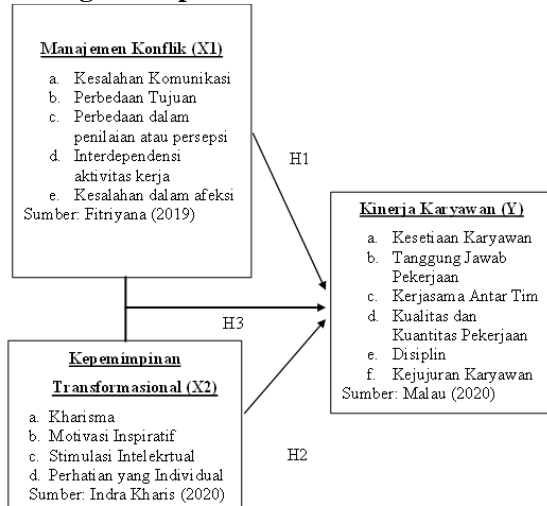 Manajemen Konflik (X1)
a. Kesalahan Komunikasi
b. Perbedaan Tujuan
c. Perbedaan dalam
penilaian atau persepsi
d. Interdependensi
aktivitas kerja
e. Kesalahan dalam afeksi
Sumber: Fitriyana (2019)
H1
Kinerja Karyawan (Y)
a. Kesetiaan Karyawan
b. Tanggung Jawab
Pekerjaan
c. Kerjasama Antar Tim
d. Kualitas dan
Kuantitas Pekerjaan
e. Disiplin
f. Kejujuran Karyawan
Sumber: Malau (2020)
H3
Kepemimpinan
Transformasional (X2)
a. Kharisma
b. Motivasi Inspiratif
c. Stimulasi Intelekrtual
d. Perhatian yang Individual
Sumber: Indra Kharis (2020)
H2